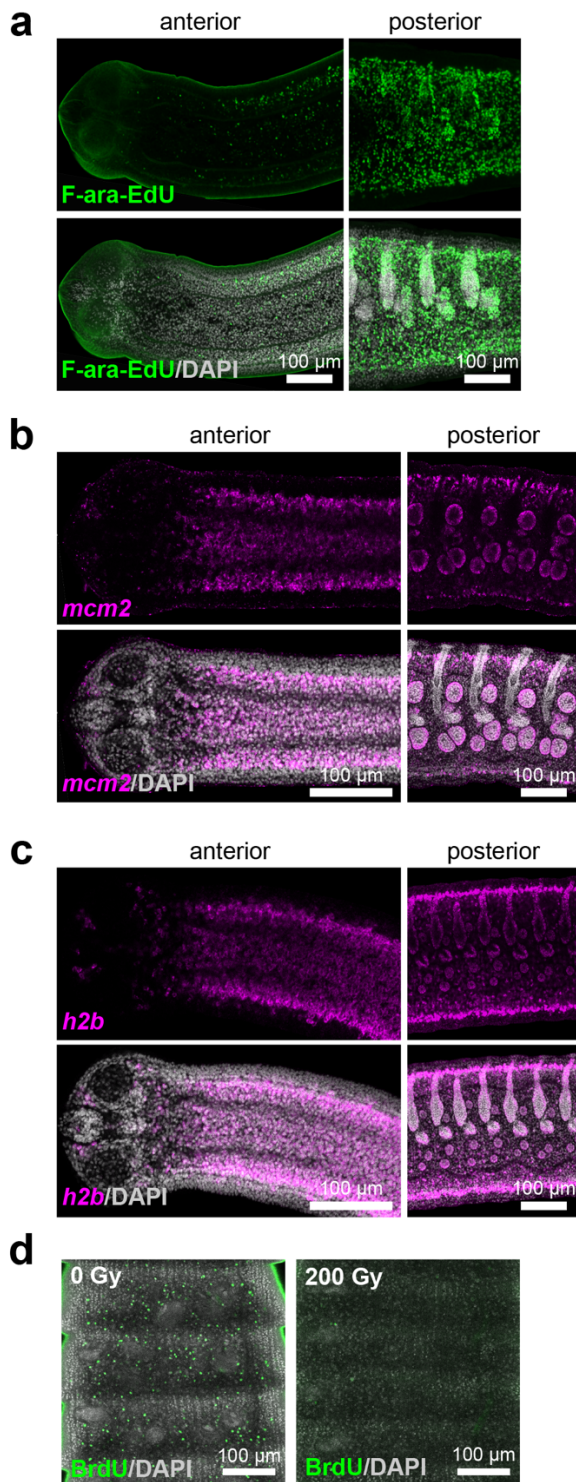 a
anterior posterior
F-ara-EdU
F-ara-EdU/DAPI 100 μm 100 μm
b
anterior posterior
mcm2
mcm2/DAPI 100 μm 100 μm
c
anterior posterior
h2b
h2b/DAPI 100 μm 100 μm
d
0 Gy 200 Gy
BrdU/DAPI 100 μm BrdU/DAPI 100 μm